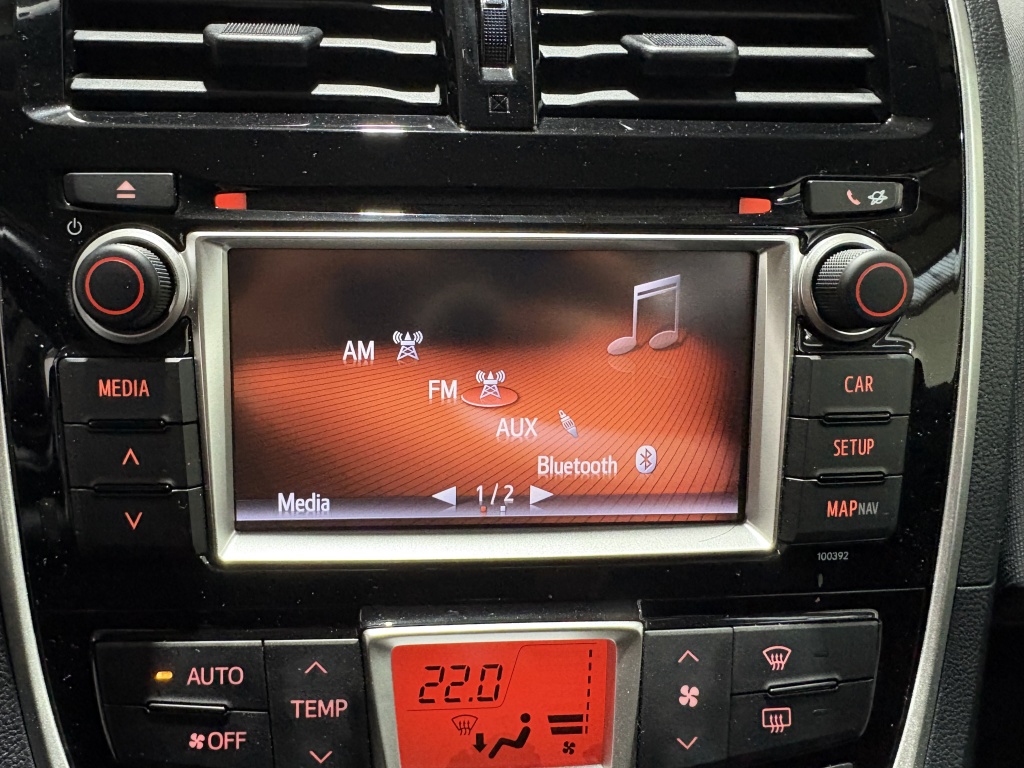 MEDIA
AM
FM
AUX
Bluetooth
Media
1/2
CAR
SETUP
MAPNAV
100392
AUTO
OFF
TEMP
22.0